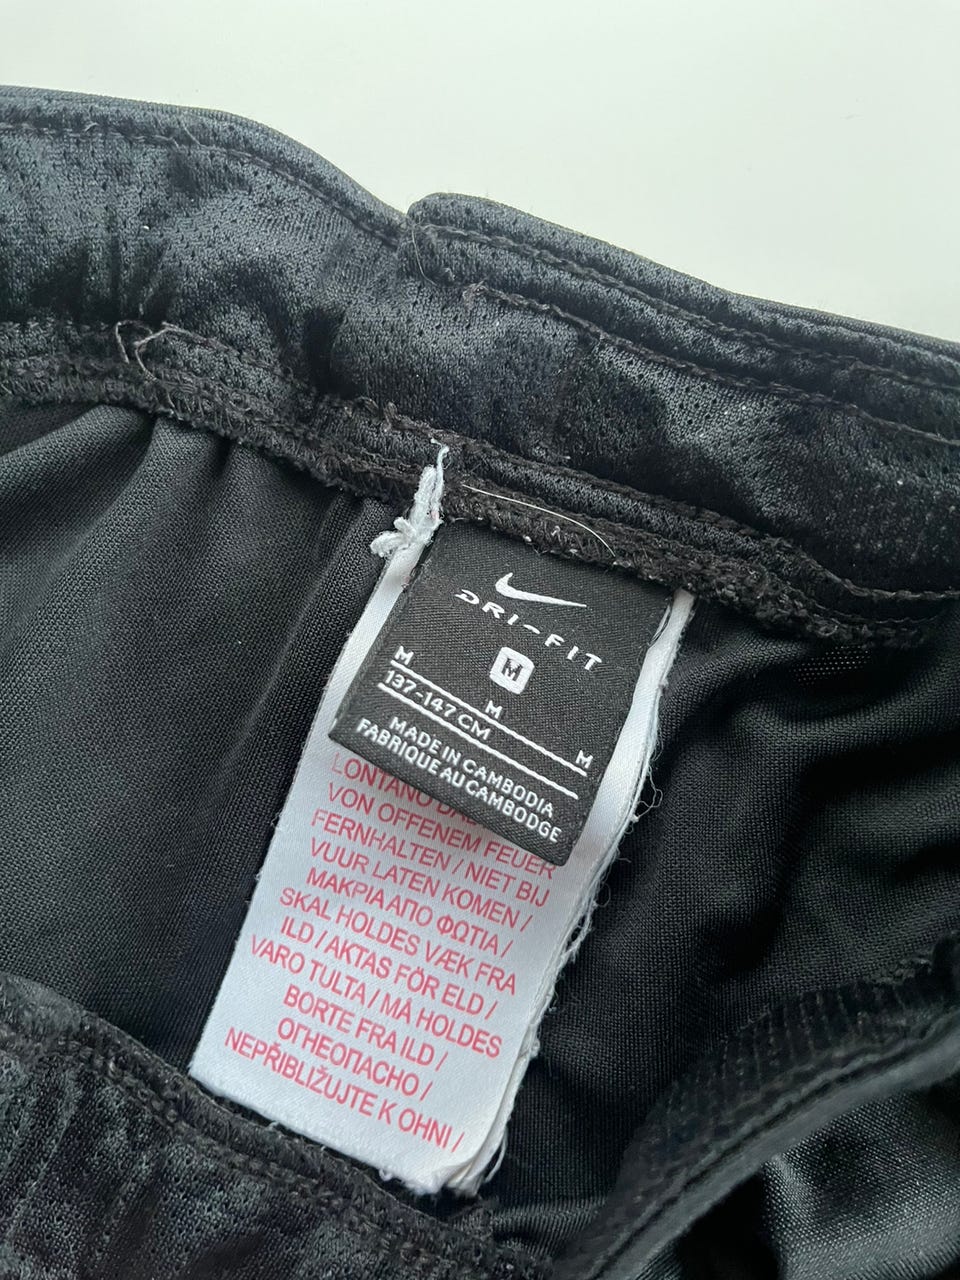 DRI-FIT
M
M M M
137-147 CM
MADE IN CAMBODIA
FABRIQUE AU CAMBODGE
LONTANO
VON OFFENEM FEUER
FERNHALTEN / NIET BIJ
VUUR LATEN KOMEN /
ΜΑΚΡΙΑ ΑΠΟ ΦΩΤΙΑ /
SKAL HOLDES VÆK FRA
ILD / AKTAS FÖR ELD /
VARO TULTA / MÅ HOLDES
BORTE FRA ILD /
ОГНЕОПАСНО /
NEPŘIBLIŽUJTE K OHNI /